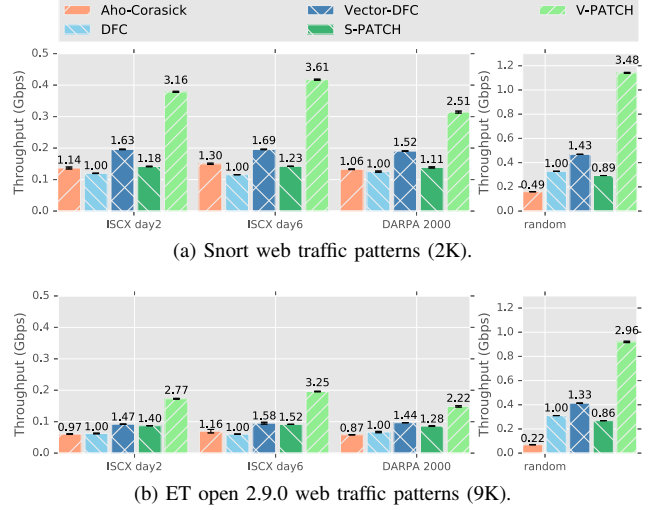 (a)
Aho-Corasick
DFC
Vector-DFC
S-PATCH
V-PATCH
Throughput (Gbps)
0.5
0.4
0.3
0.2
0.1
0.0
1.14 1.00 1.63 1.18 3.16
1.30 1.00 1.69 1.23 3.61
1.06 1.00 1.52 1.11 2.51
ISCX day2 ISCX day6 DARPA 2000
Throughput (Gbps)
1.2
1.0
0.8
0.6
0.4
0.2
0.0
0.49 1.00 1.43 0.89 3.48
random
(a) Snort web traffic patterns (2K).
(b)
Throughput (Gbps)
0.5
0.4
0.3
0.2
0.1
0.0
0.97 1.00 1.47 1.40 2.77
1.16 1.00 1.58 1.52 3.25
0.87 1.00 1.44 1.28 2.22
ISCX day2 ISCX day6 DARPA 2000
Throughput (Gbps)
1.2
1.0
0.8
0.6
0.4
0.2
0.0
0.22 1.00 1.33 0.86 2.96
random
(b) ET open 2.9.0 web traffic patterns (9K).